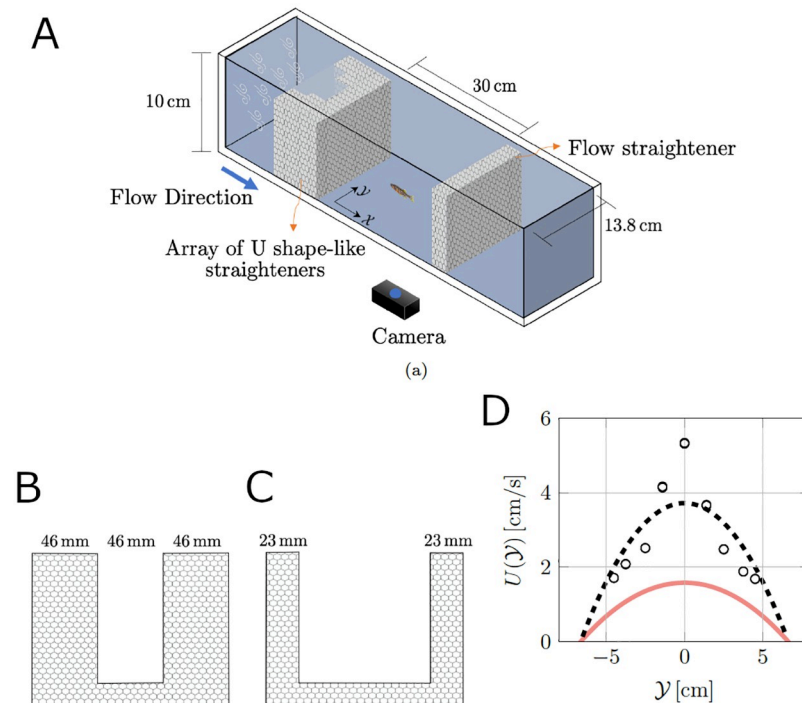 A
10 cm
30 cm
Flow straightener
Flow Direction
13.8 cm
y
x
Array of U shape-like
straighteners
Camera
(a)
B
46 mm 46 mm 46 mm
C
23 mm 23 mm
D
6
4
2
0
U(𝒴) [cm/s]
−5 0 5
𝒴 [cm]